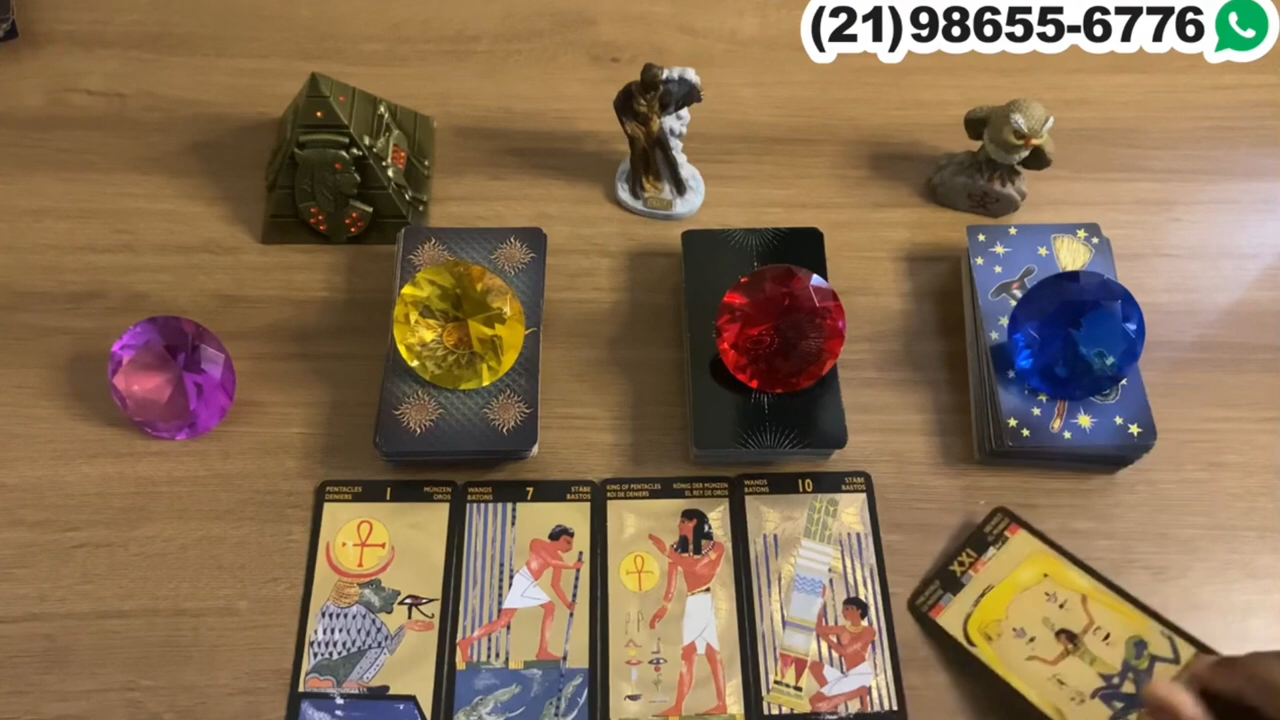 (21)98655-6776
PENTACLES 1 MÜNZEN
DENIERS OROS
WANDS 7 STÄBE
BATONS BASTOS
KING OF PENTACLES KÖNIG DER MÜNZEN
ROI DE DENIERS EL REY DE OROS
WANDS 10 STÄBE
BATONS BASTOS
XXI